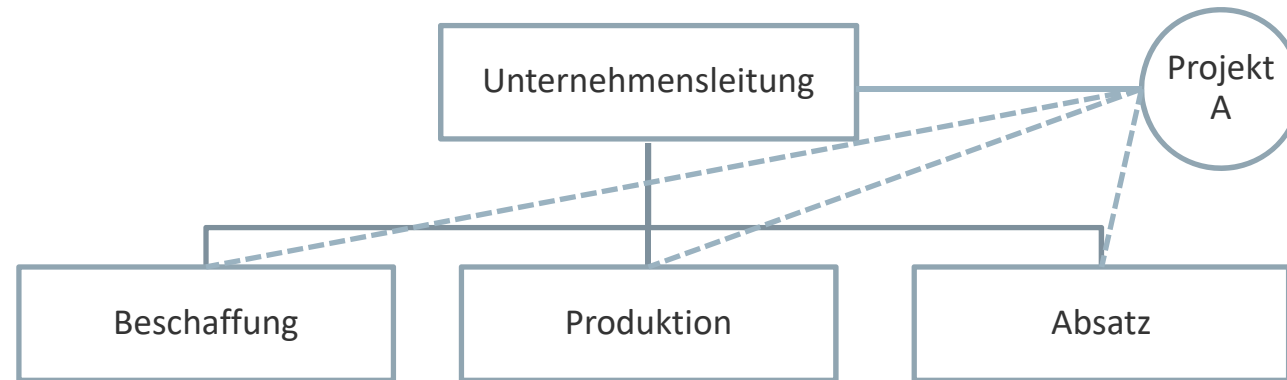 Unternehmensleitung
Projekt
A
Beschaffung
Produktion
Absatz